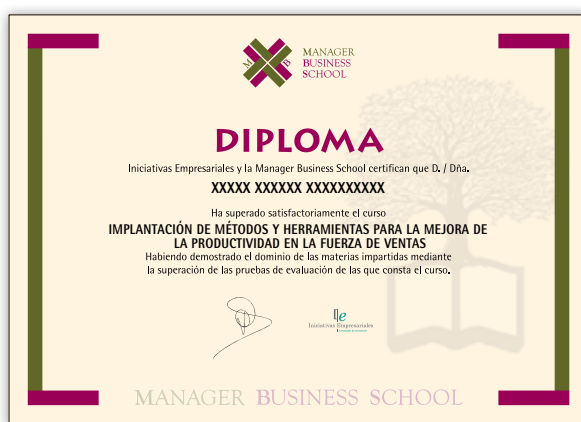 M B
MANAGER
BUSINESS
SCHOOL
DIPLOMA
Iniciativas Empresariales y la Manager Business School certifican que D. / Dña.
XXXXX XXXXXX XXXXXXXXXX
Ha superado satisfactoriamente el curso
IMPLANTACIÓN DE MÉTODOS Y HERRAMIENTAS PARA LA MEJORA DE
LA PRODUCTIVIDAD EN LA FUERZA DE VENTAS
Habiendo demostrado el dominio de las materias impartidas mediante
la superación de las pruebas de evaluación de las que consta el curso.
Ie
Iniciativas Empresariales
MANAGER BUSINESS SCHOOL